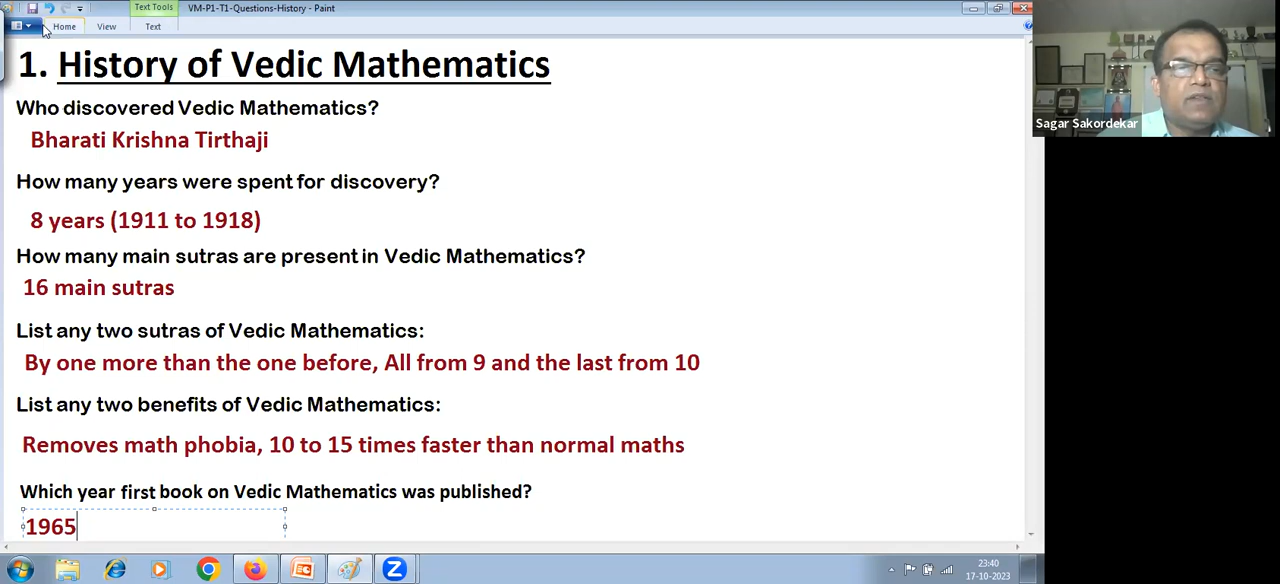 Text Tools
VM-P1-T1-Questions-History - Paint
Home
View
Text
1. History of Vedic Mathematics
Who discovered Vedic Mathematics?
Bharati Krishna Tirthaji
How many years were spent for discovery?
8 years (1911 to 1918)
How many main sutras are present in Vedic Mathematics?
16 main sutras
List any two sutras of Vedic Mathematics:
By one more than the one before, All from 9 and the last from 10
List any two benefits of Vedic Mathematics:
Removes math phobia, 10 to 15 times faster than normal maths
Which year first book on Vedic Mathematics was published?
1965
Sagar Sakordekar
23:40
17-10-2023